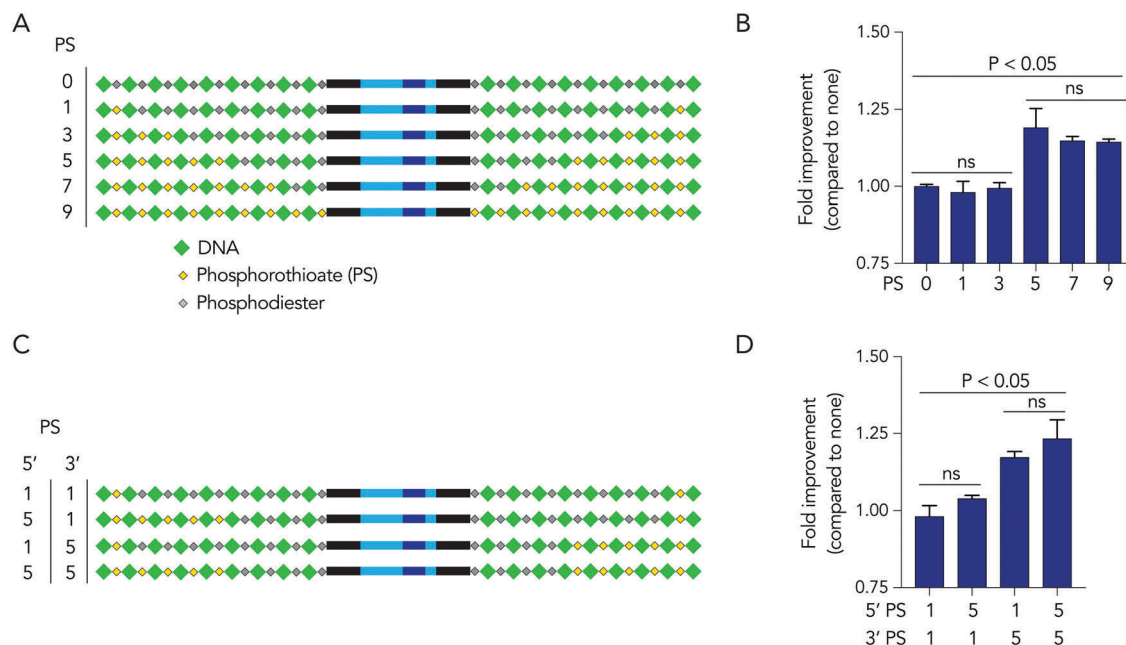 A
PS
0
1
3
5
7
9
DNA
Phosphorothioate (PS)
Phosphodiester
B
Fold improvement
(compared to none)
1.50
1.25
1.00
0.75
P < 0.05
ns
ns
PS 0 1 3 5 7 9
C
PS
5′ 3′
1 1
5 1
1 5
5 5
D
Fold improvement
(compared to none)
1.50
1.25
1.00
0.75
P < 0.05
ns
ns
5′ PS 1 5 1 5
3′ PS 1 1 5 5